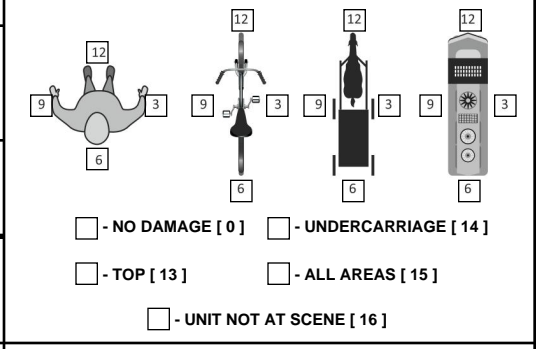 12 12 12
12
9 3 9 3 9 3 9 3
6
6 6 6
- NO DAMAGE [ 0 ] - UNDERCARRIAGE [ 14 ]
- TOP [ 13 ] - ALL AREAS [ 15 ]
- UNIT NOT AT SCENE [ 16 ]